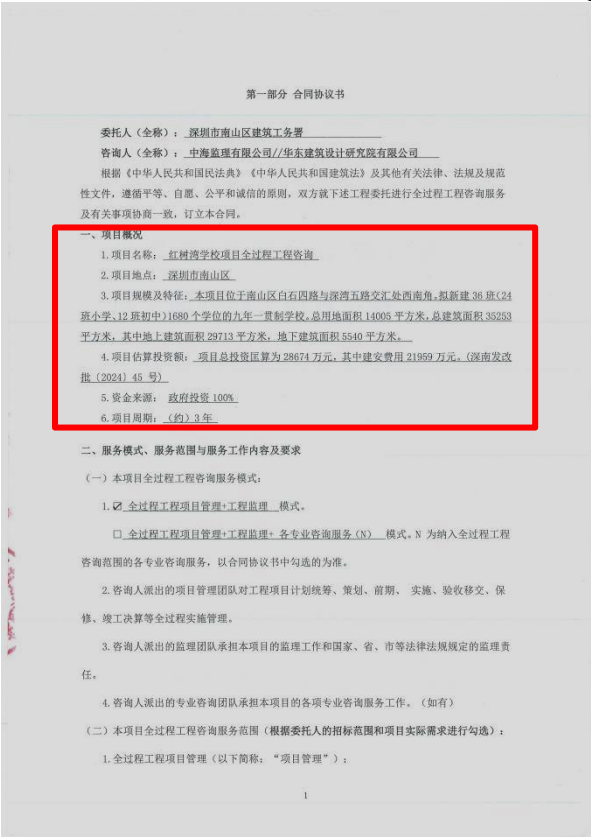 第一部分 合同协议书
委托人（全称）：深圳市南山区建筑工务署
咨询人（全称）：中海监理有限公司//华东建筑设计研究院有限公司
根据《中华人民共和国民法典》《中华人民共和国建筑法》及其他有关法律、法规及规范
性文件，遵循平等、自愿、公平和诚信的原则，双方就下述工程委托进行全过程工程咨询服务
及有关事项协商一致，订立本合同。
一、项目概况
1.项目名称：红树湾学校项目全过程工程咨询
2.项目地点：深圳市南山区
3.项目规模及特征：本项目位于南山区白石四路与深湾五路交汇处西南角,拟新建36班(24
班小学、12班初中)1680个学位的九年一贯制学校。总用地面积14005平方米,总建筑面积35253
平方米，其中地上建筑面积29713平方米，地下建筑面积5540平方米。
4.项目估算投资额：项目总投资匡算为28674万元，其中建安费用21959万元。(深南发改
批〔2024〕45 号)
5.资金来源：政府投资100%
6.项目周期：（约）3年
二、服务模式、服务范围与服务工作内容及要求
（一）本项目全过程工程咨询服务模式：
1.☑ 全过程工程项目管理+工程监理 模式。
☐ 全过程工程项目管理+工程监理+ 各专业咨询服务（N） 模式。N 为纳入全过程工程
咨询范围的各专业咨询服务，以合同协议书中勾选的为准。
2.咨询人派出的项目管理团队对工程项目计划统筹、策划、前期、 实施、验收移交、保
修、竣工决算等全过程实施管理。
3.咨询人派出的监理团队承担本项目的监理工作和国家、省、市等法律法规规定的监理责
任。
4.咨询人派出的专业咨询团队承担本项目的各项专业咨询服务工作。（如有）
（二）本项目全过程工程咨询服务范围（根据委托人的招标范围和项目实际需求进行勾选）：
1.全过程工程项目管理（以下简称：“项目管理”）；
1